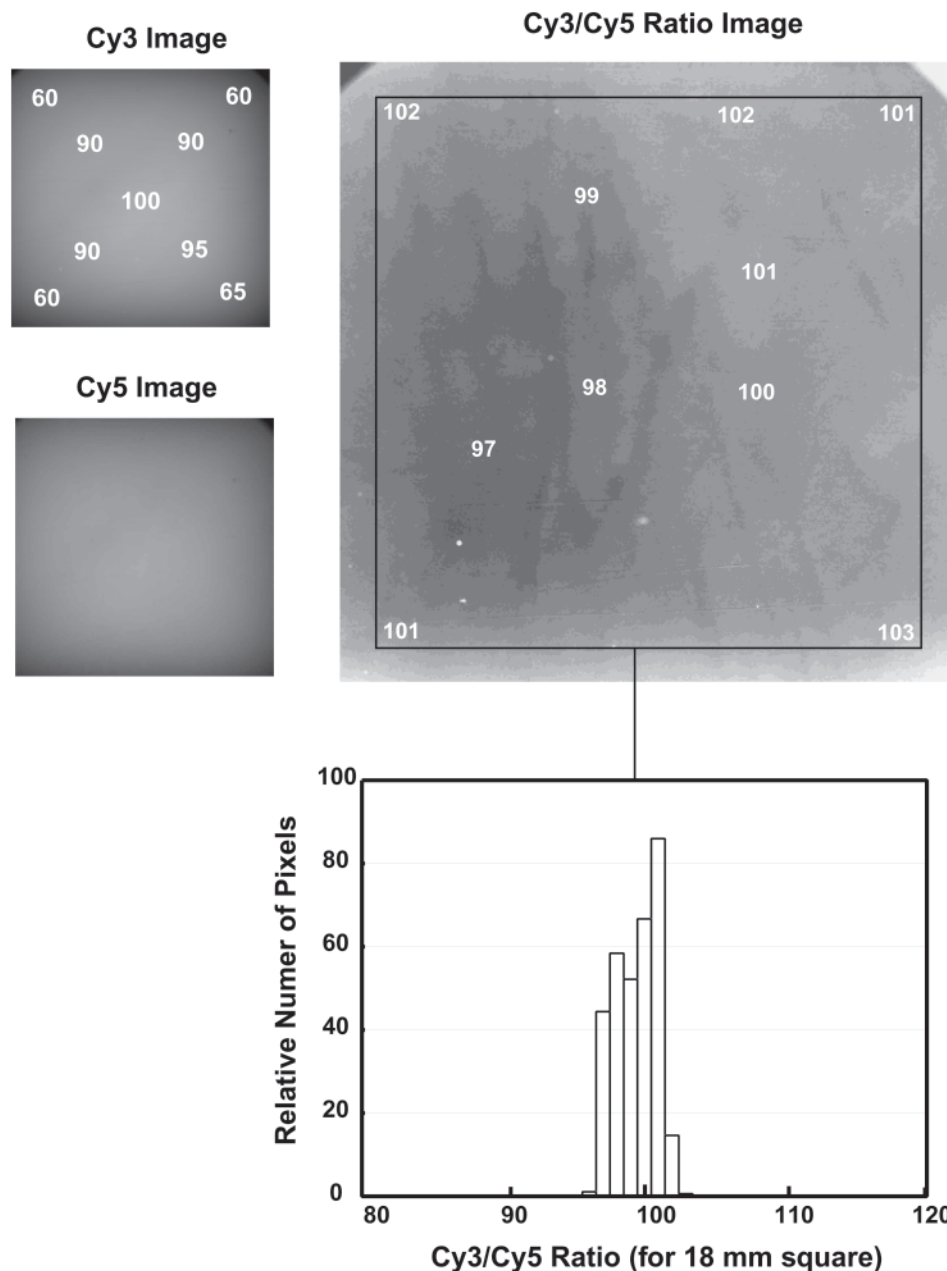 Cy3 Image
60 60
90 90
100
90 95
60 65
Cy5 Image
Cy3/Cy5 Ratio Image
102 102 101
99
101
98 100
97
101 103
Relative Numer of Pixels
100
80
60
40
20
0
80 90 100 110 120
Cy3/Cy5 Ratio (for 18 mm square)